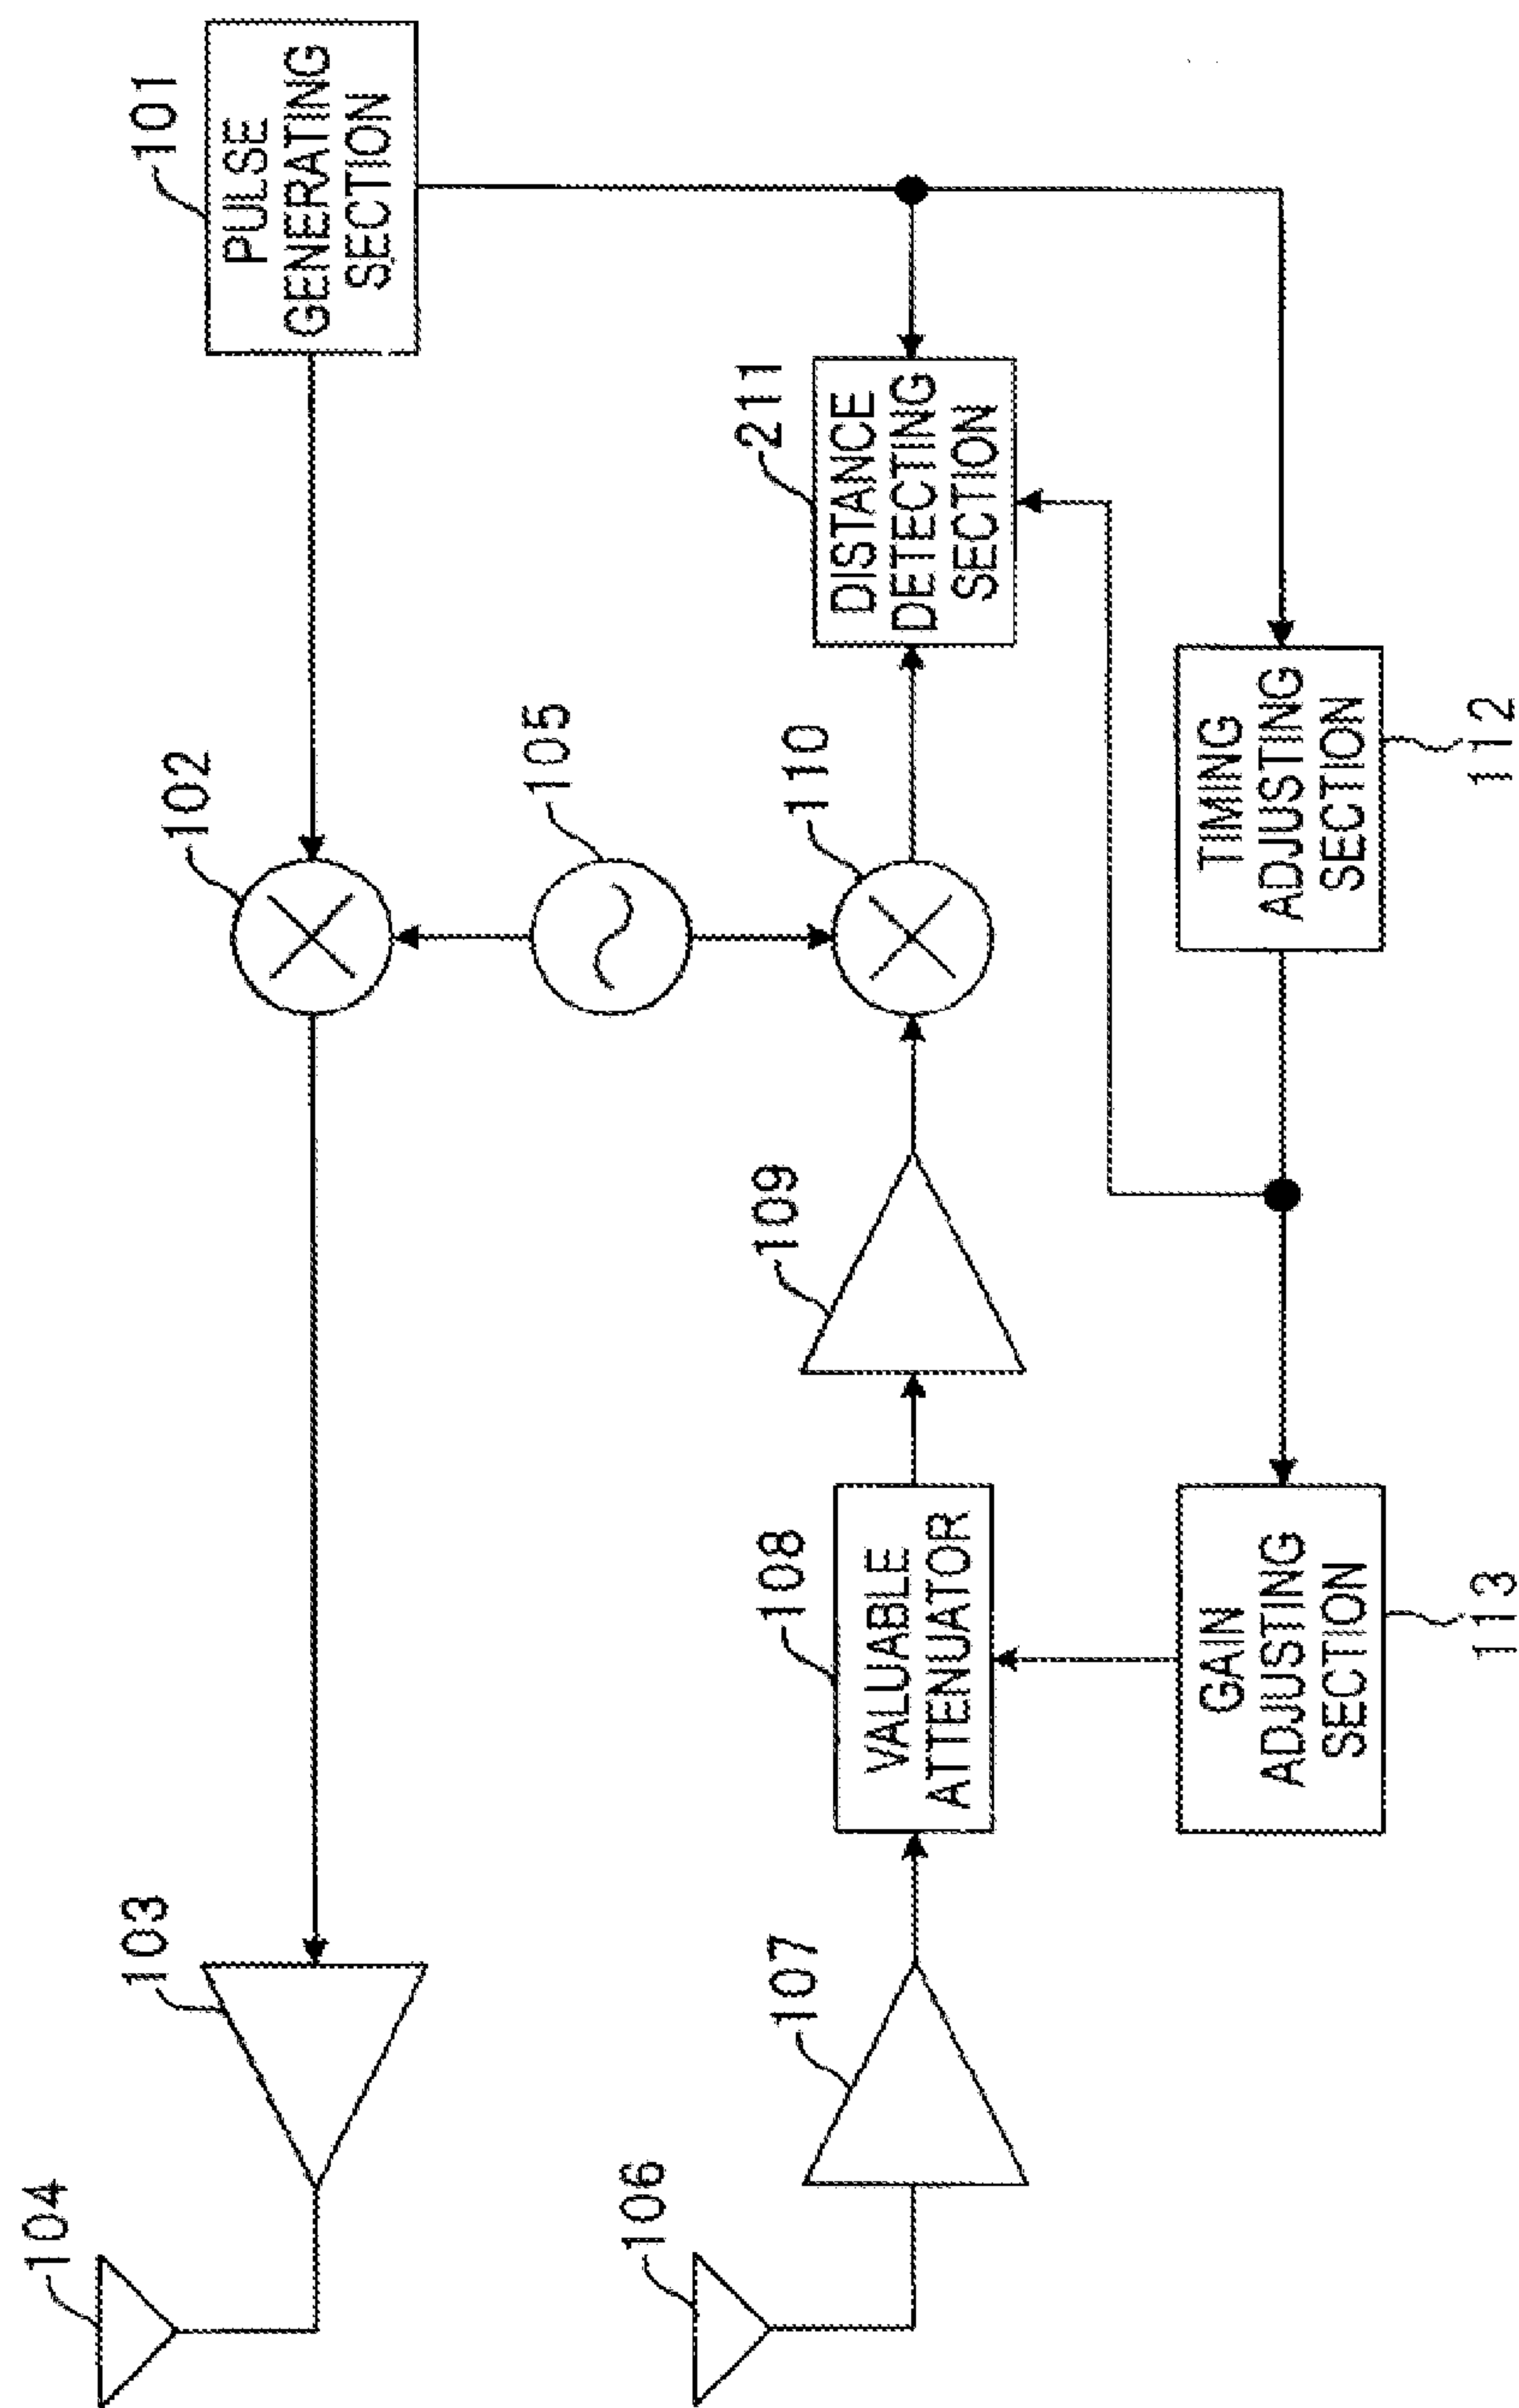 104
103
102
101
PULSE
GENERATING
SECTION
105
106
107
108
VALUABLE
ATTENUATOR
109
110
211
DISTANCE
DETECTING
SECTION
GAIN
ADJUSTING
SECTION
113
TIMING
ADJUSTING
SECTION
112